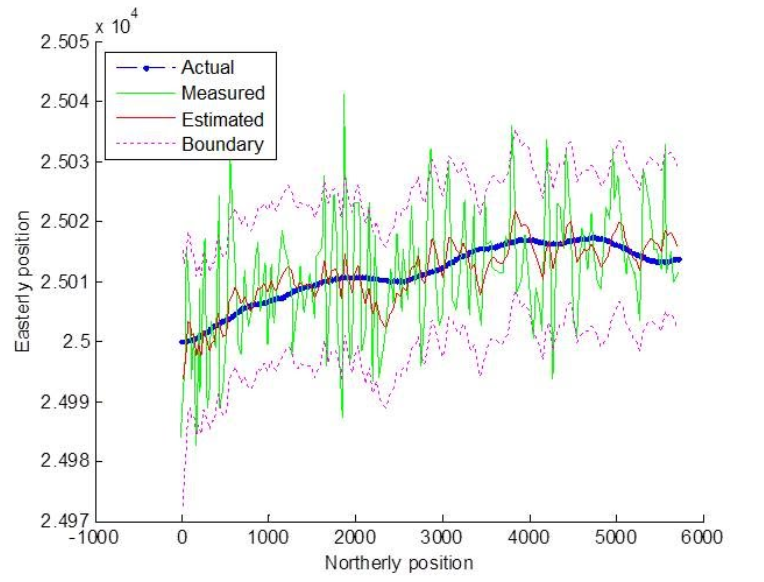 x 10^4
2.505
2.504
2.503
2.502
2.501
2.5
2.499
2.498
2.497
Easterly position
Actual
Measured
Estimated
Boundary
-1000 0 1000 2000 3000 4000 5000 6000
Northerly position